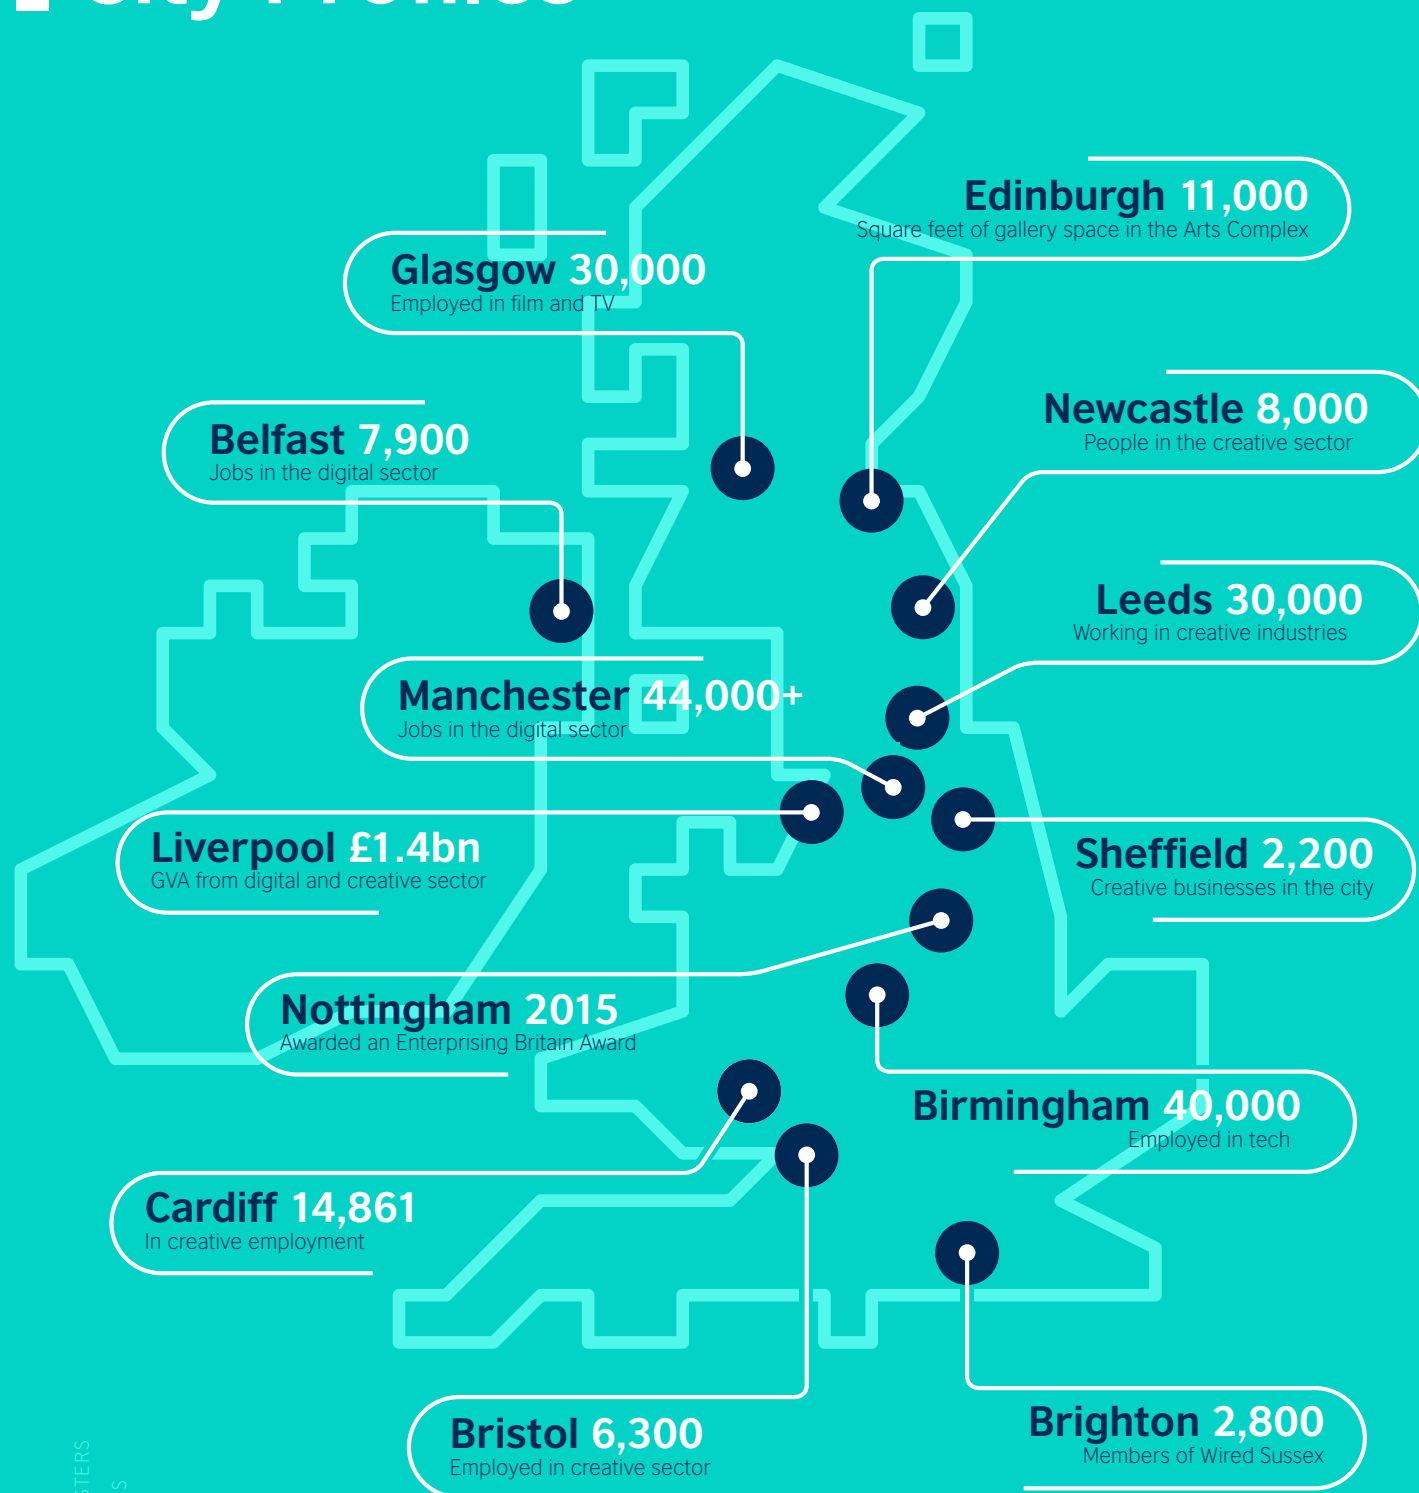 City Profiles
Edinburgh 11,000
Square feet of gallery space in the Arts Complex
Glasgow 30,000
Employed in film and TV
Newcastle 8,000
People in the creative sector
Belfast 7,900
Jobs in the digital sector
Leeds 30,000
Working in creative industries
Manchester 44,000+
Jobs in the digital sector
Liverpool £1.4bn
GVA from digital and creative sector
Sheffield 2,200
Creative businesses in the city
Nottingham 2015
Awarded an Enterprising Britain Award
Birmingham 40,000
Employed in tech
Cardiff 14,861
In creative employment
Bristol 6,300
Employed in creative sector
Brighton 2,800
Members of Wired Sussex